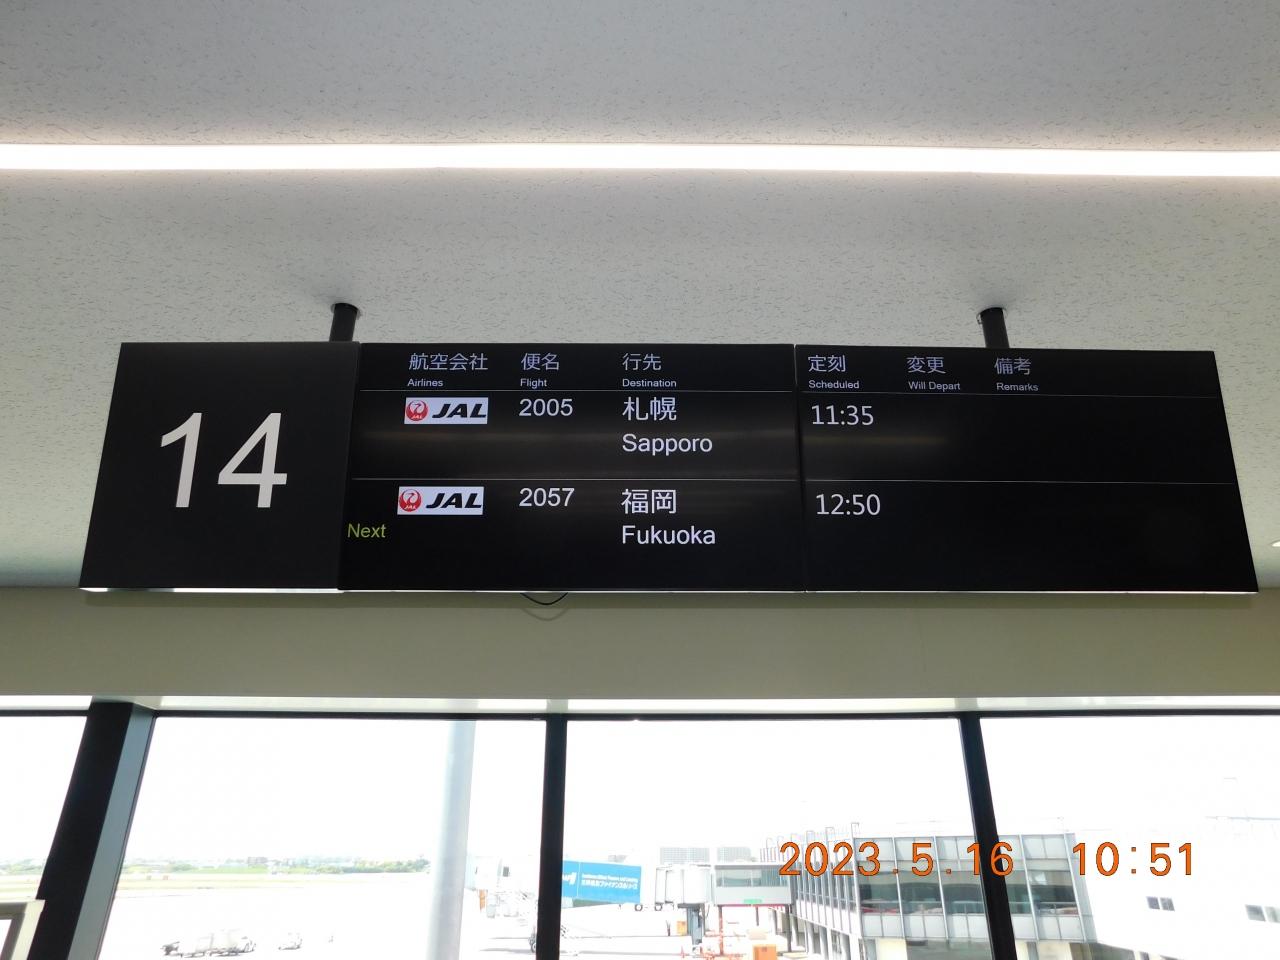 14
航空会社 便名 行先 定刻 変更 備考
Airlines Flight Destination Scheduled Will Depart Remarks
JAL 2005 札幌 11:35
Sapporo
JAL 2057 福岡 12:50
Next Fukuoka
2023.5.16 10:51